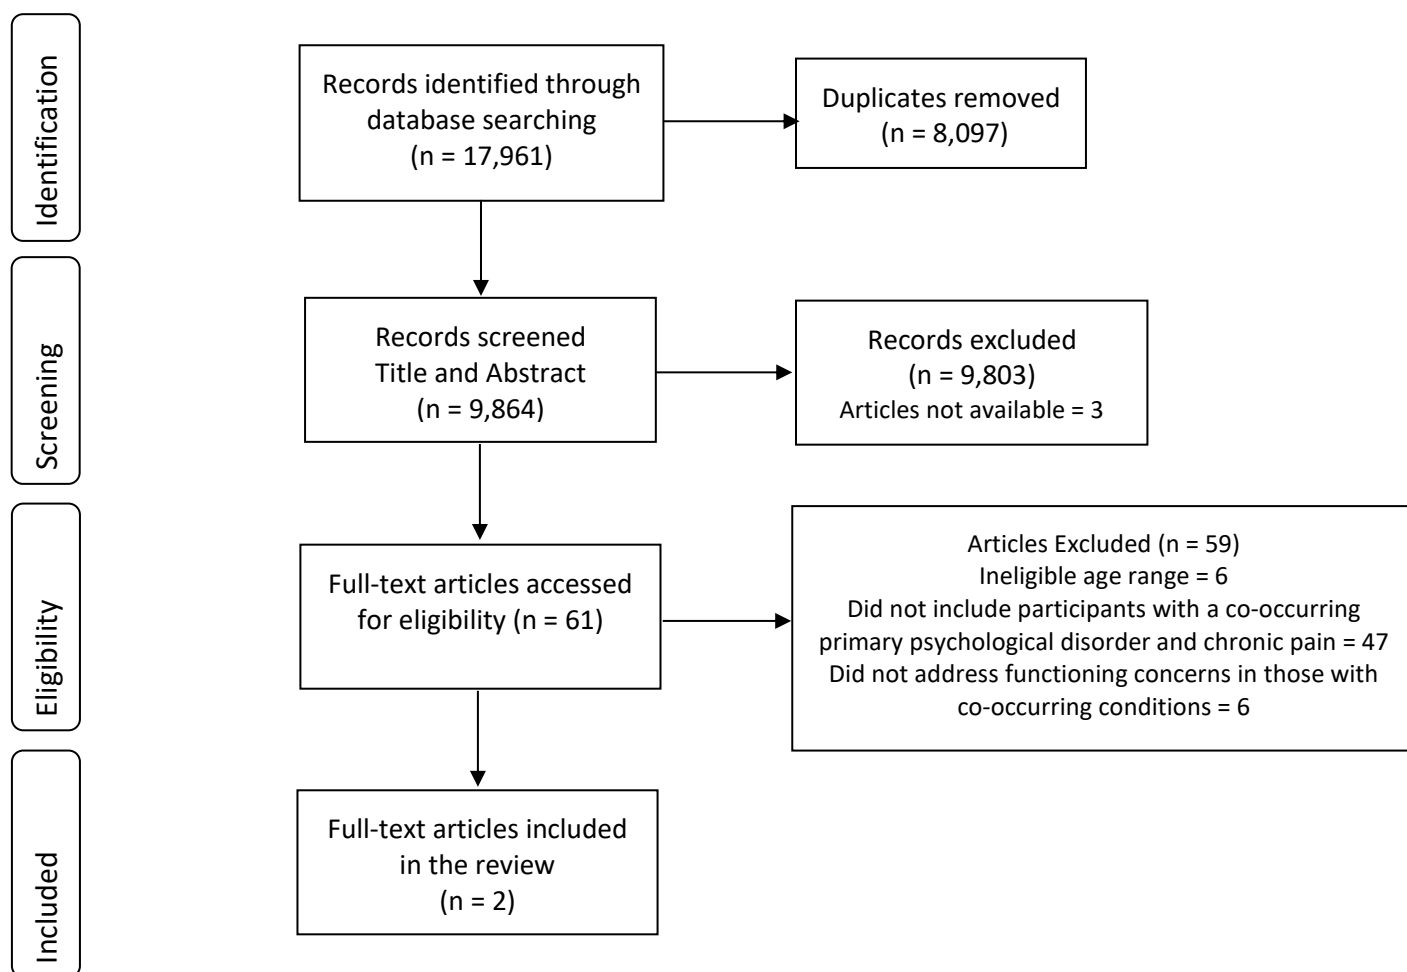 Identification
Records identified through
database searching
(n = 17,961)
Duplicates removed
(n = 8,097)
Screening
Records screened
Title and Abstract
(n = 9,864)
Records excluded
(n = 9,803)
Articles not available = 3
Eligibility
Full-text articles accessed
for eligibility (n = 61)
Articles Excluded (n = 59)
Ineligible age range = 6
Did not include participants with a co-occurring
primary psychological disorder and chronic pain = 47
Did not address functioning concerns in those with
co-occurring conditions = 6
Included
Full-text articles included
in the review
(n = 2)